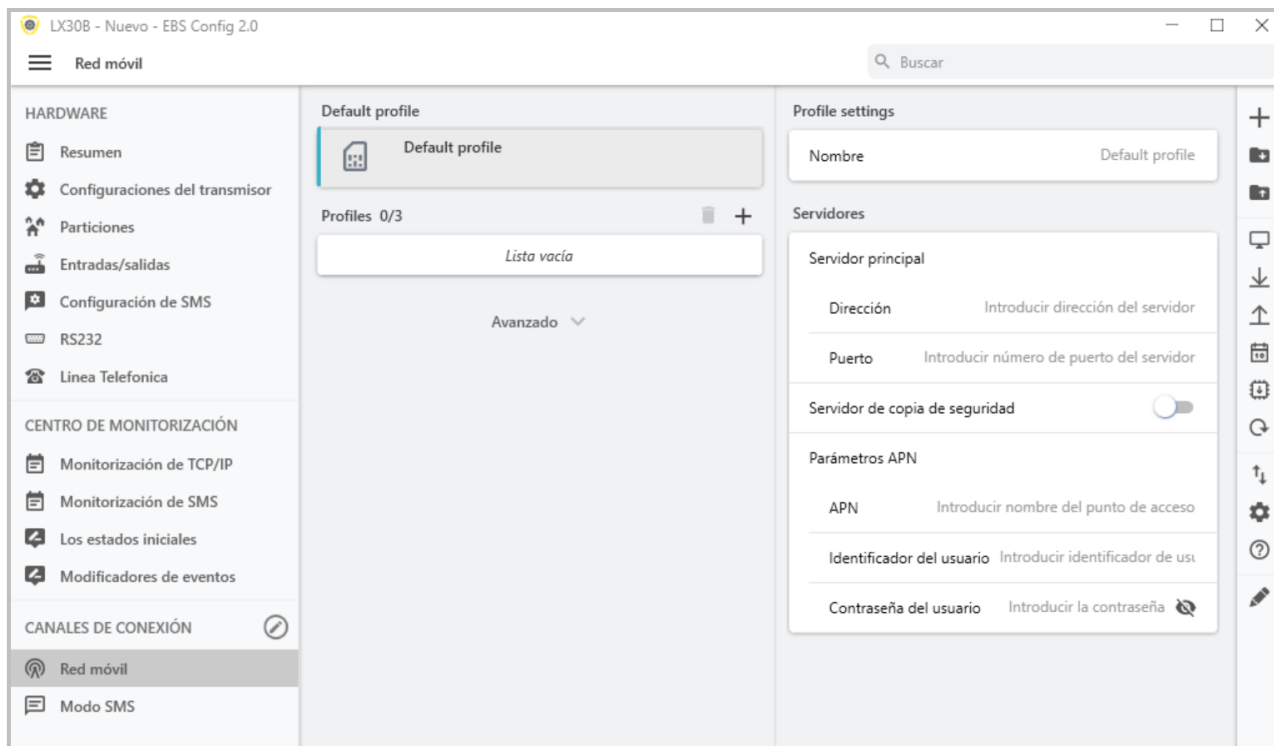 LX30B - Nuevo - EBS Config 2.0
Red móvil
Buscar
HARDWARE
Resumen
Configuraciones del transmisor
Particiones
Entradas/salidas
Configuración de SMS
RS232
Linea Telefonica
CENTRO DE MONITORIZACIÓN
Monitorización de TCP/IP
Monitorización de SMS
Los estados iniciales
Modificadores de eventos
CANALES DE CONEXIÓN
Red móvil
Modo SMS
Default profile
Default profile
Profiles 0/3
Lista vacía
Avanzado
Profile settings
Nombre Default profile
Servidores
Servidor principal
Dirección Introducir dirección del servidor
Puerto Introducir número de puerto del servidor
Servidor de copia de seguridad
Parámetros APN
APN Introducir nombre del punto de acceso
Identificador del usuario Introducir identificador de usu
Contraseña del usuario Introducir la contraseña